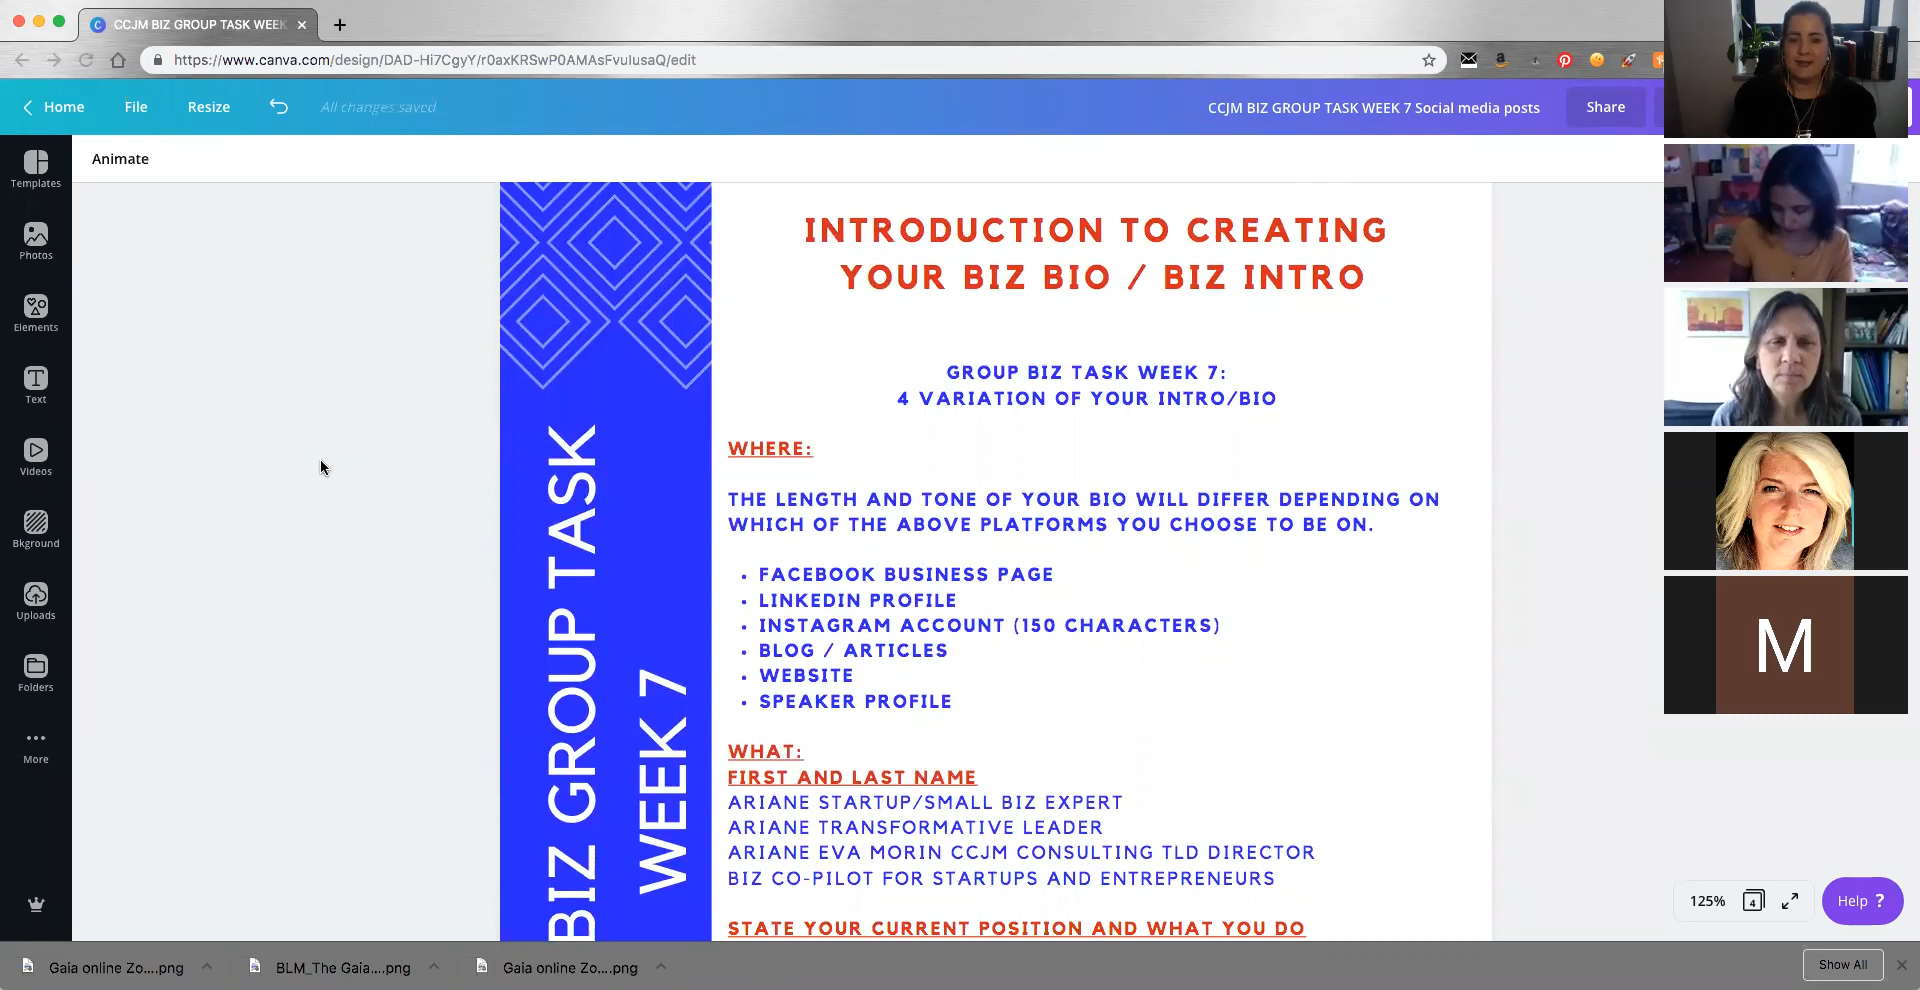 CCJM BIZ GROUP TASK WEEK
https://www.canva.com/design/DAD-Hi7CgyY/r0axKRSwP0AMAsFvulusaQ/edit
Home
File
Resize
All changes saved
CCJM BIZ GROUP TASK WEEK 7 Social media posts
Share
Animate
Templates
Photos
Elements
Text
Videos
Bkground
Uploads
Folders
More
BIZ GROUP TASK
WEEK 7
INTRODUCTION TO CREATING
YOUR BIZ BIO / BIZ INTRO
GROUP BIZ TASK WEEK 7:
4 VARIATION OF YOUR INTRO/BIO
WHERE:
THE LENGTH AND TONE OF YOUR BIO WILL DIFFER DEPENDING ON
WHICH OF THE ABOVE PLATFORMS YOU CHOOSE TO BE ON.
• FACEBOOK BUSINESS PAGE
• LINKEDIN PROFILE
• INSTAGRAM ACCOUNT (150 CHARACTERS)
• BLOG / ARTICLES
• WEBSITE
• SPEAKER PROFILE
WHAT:
FIRST AND LAST NAME
ARIANE STARTUP/SMALL BIZ EXPERT
ARIANE TRANSFORMATIVE LEADER
ARIANE EVA MORIN CCJM CONSULTING TLD DIRECTOR
BIZ CO-PILOT FOR STARTUPS AND ENTREPRENEURS
STATE YOUR CURRENT POSITION AND WHAT YOU DO
M
125%
4
Help ?
Gaia online Zo....png
BLM_The Gaia....png
Gaia online Zo....png
Show All